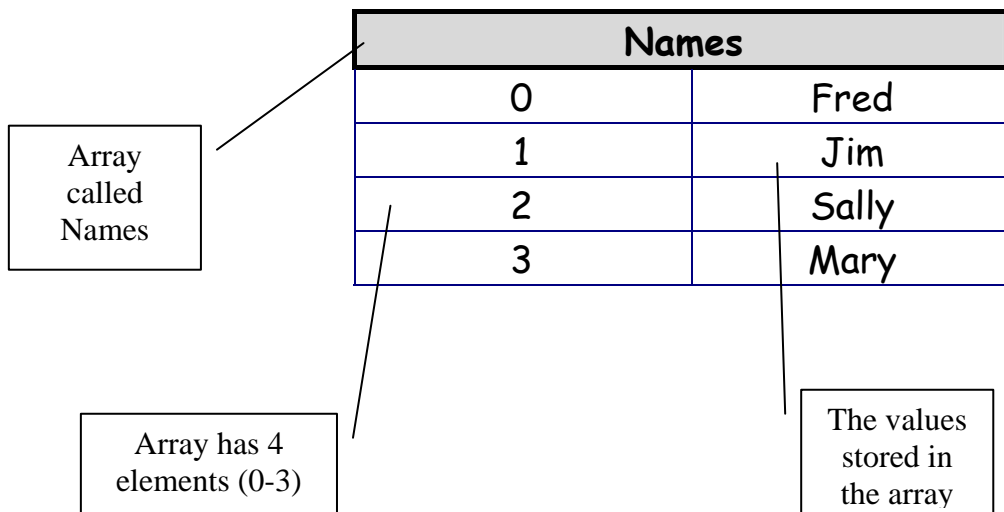 Names
0 Fred
1 Jim
2 Sally
3 Mary
Array
called
Names
Array has 4
elements (0-3)
The values
stored in
the array